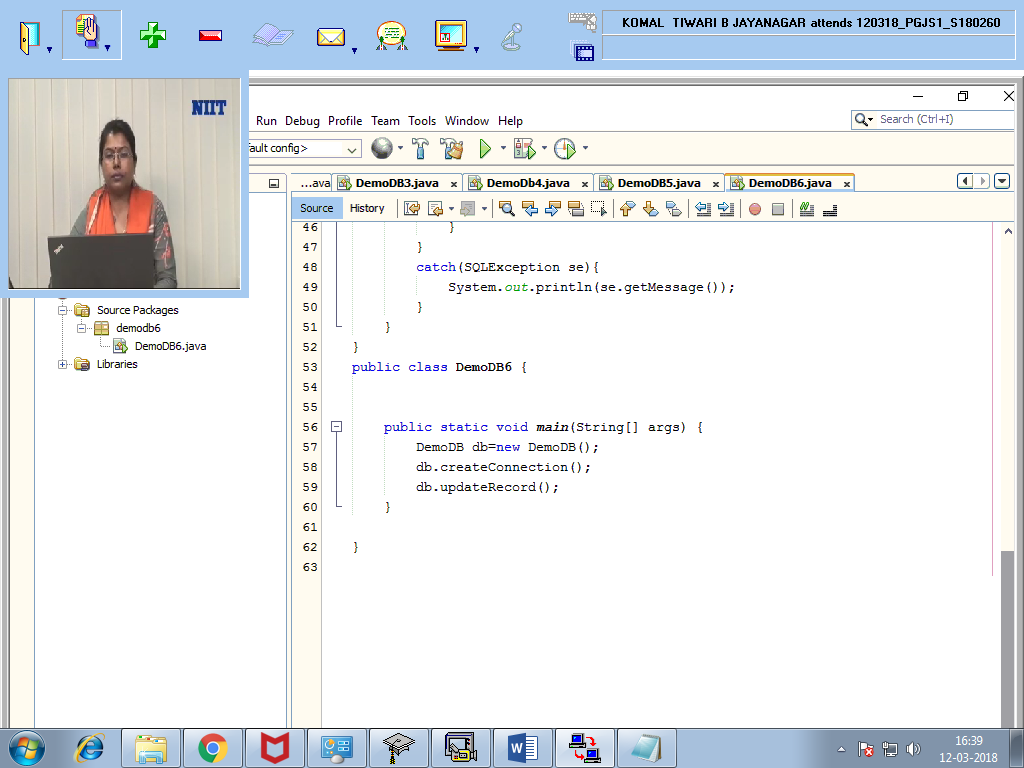 KOMAL TIWARI B JAYANAGAR attends 120318_PGJS1_S180260
NIIT
Run Debug Profile Team Tools Window Help
Search (Ctrl+I)
fault config>
...ava DemoDB3.java DemoDb4.java DemoDB5.java DemoDB6.java
Source History
46 }
47 }
48 catch(SQLException se){
49 System.out.println(se.getMessage());
50 }
51 }
52 }
53 public class DemoDB6 {
54
55
56 public static void main(String[] args) {
57 DemoDB db=new DemoDB();
58 db.createConnection();
59 db.updateRecord();
60 }
61
62 }
63
Source Packages
demodb6
DemoDB6.java
Libraries
16:39
12-03-2018